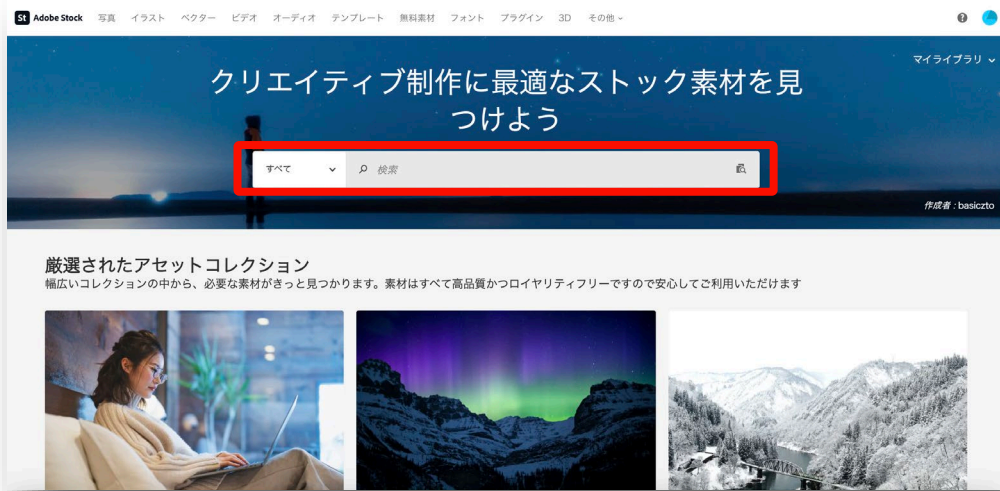 St Adobe Stock 写真 イラスト ベクター ビデオ オーディオ テンプレート 無料素材 フォント プラグイン 3D その他
マイライブラリ
クリエイティブ制作に最適なストック素材を見
つけよう
すべて 検索
作成者 : basiczto
厳選されたアセットコレクション
幅広いコレクションの中から、必要な素材がきっと見つかります。素材はすべて高品質かつロイヤリティフリーですので安心してご利用いただけます